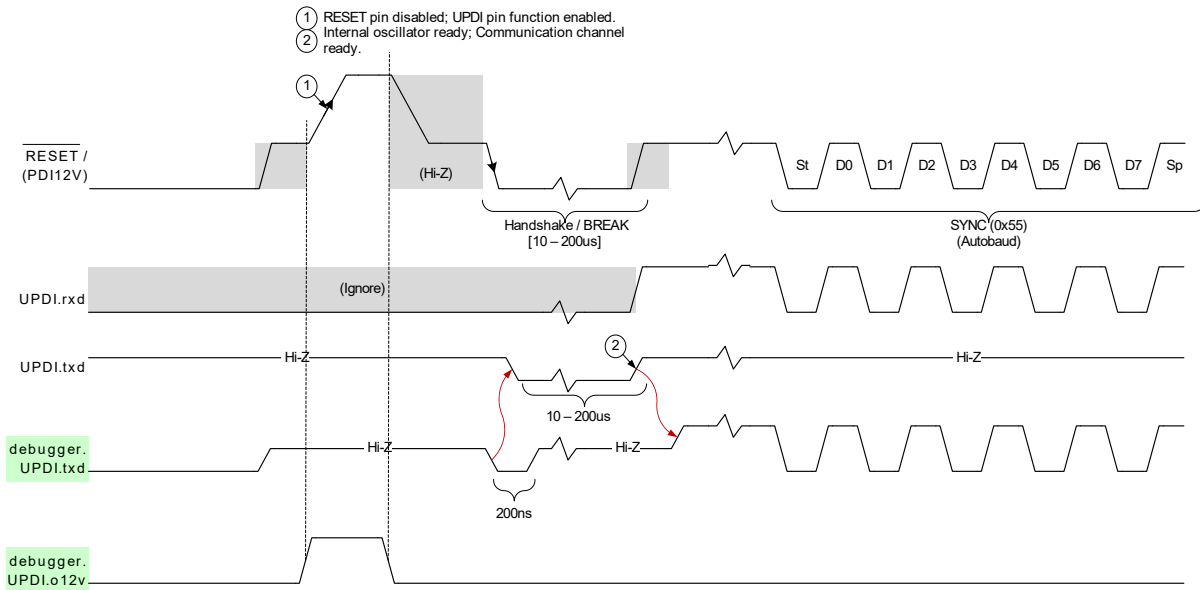 1 RESET pin disabled; UPDI pin function enabled.
2 Internal oscillator ready; Communication channel
ready.
1
RESET /
(PDI12V)
(Hi-Z)
St D0 D1 D2 D3 D4 D5 D6 D7 Sp
Handshake / BREAK
[10 – 200us]
SYNC (0x55)
(Autobaud)
UPDI.rxd
(Ignore)
UPDI.txd
Hi-Z
2
Hi-Z
10 – 200us
debugger.
UPDI.txd
Hi-Z
Hi-Z
200ns
debugger.
UPDI.o12v